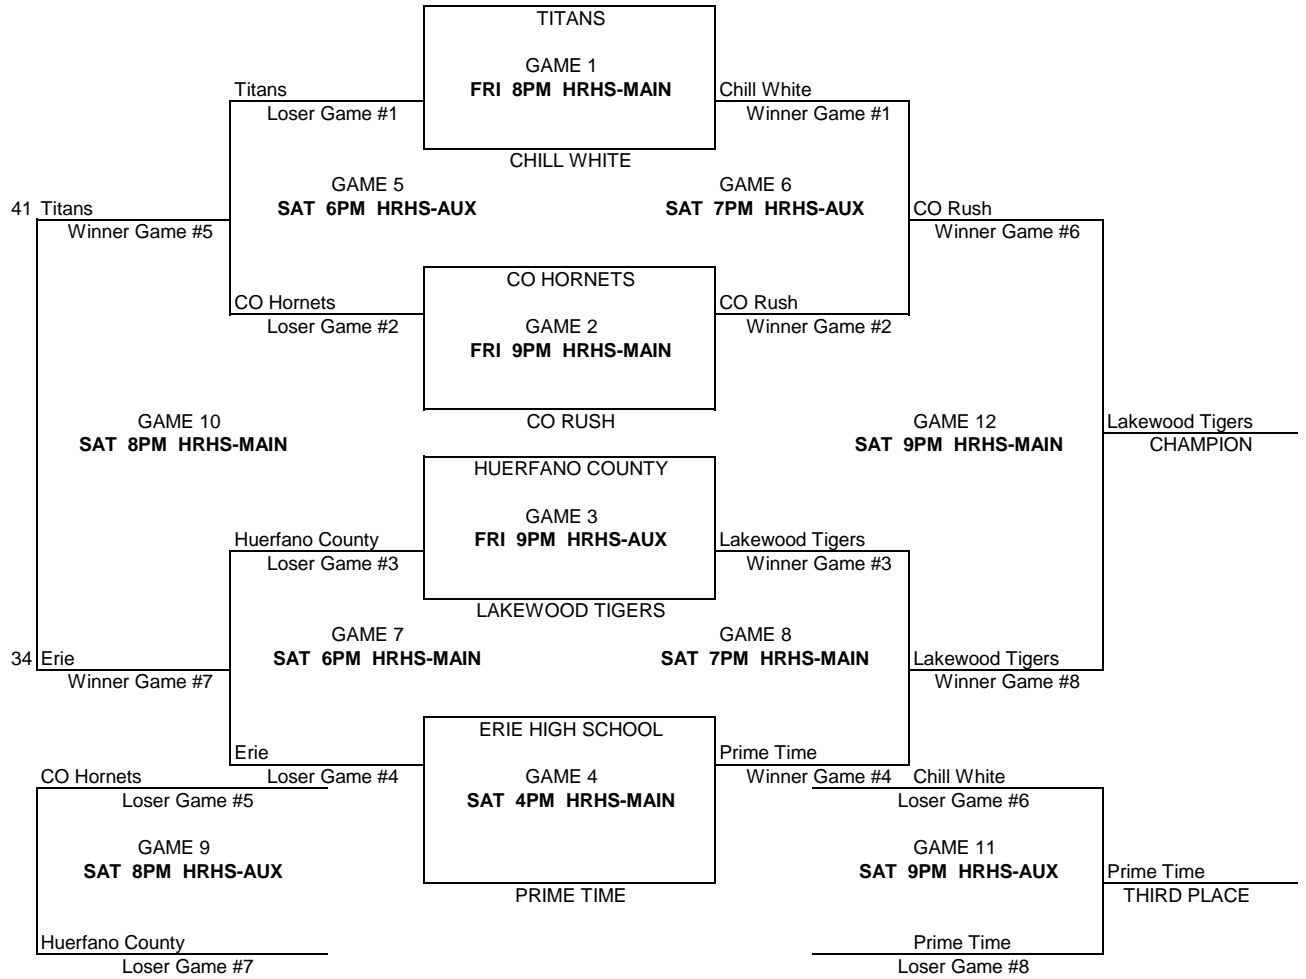 TITANS
GAME 1
FRI 8PM HRHS-MAIN
Titans
Chill White
Loser Game #1
Winner Game #1
CHILL WHITE
GAME 5
GAME 6
SAT 6PM HRHS-AUX
SAT 7PM HRHS-AUX
41 Titans
CO Rush
Winner Game #5
Winner Game #6
CO HORNETS
CO Hornets
CO Rush
Loser Game #2
GAME 2
Winner Game #2
FRI 9PM HRHS-MAIN
GAME 10
CO RUSH
GAME 12
Lakewood Tigers
SAT 8PM HRHS-MAIN
SAT 9PM HRHS-MAIN
CHAMPION
HUERFANO COUNTY
GAME 3
Huerfano County
FRI 9PM HRHS-AUX
Lakewood Tigers
Loser Game #3
Winner Game #3
LAKEWOOD TIGERS
GAME 7
GAME 8
34 Erie
SAT 6PM HRHS-MAIN
SAT 7PM HRHS-MAIN
Lakewood Tigers
Winner Game #7
Winner Game #8
ERIE HIGH SCHOOL
Erie
Prime Time
CO Hornets
Loser Game #4
GAME 4
Winner Game #4
Chill White
Loser Game #5
SAT 4PM HRHS-MAIN
Loser Game #6
GAME 9
GAME 11
SAT 8PM HRHS-AUX
SAT 9PM HRHS-AUX
Prime Time
PRIME TIME
THIRD PLACE
Huerfano County
Prime Time
Loser Game #7
Loser Game #8